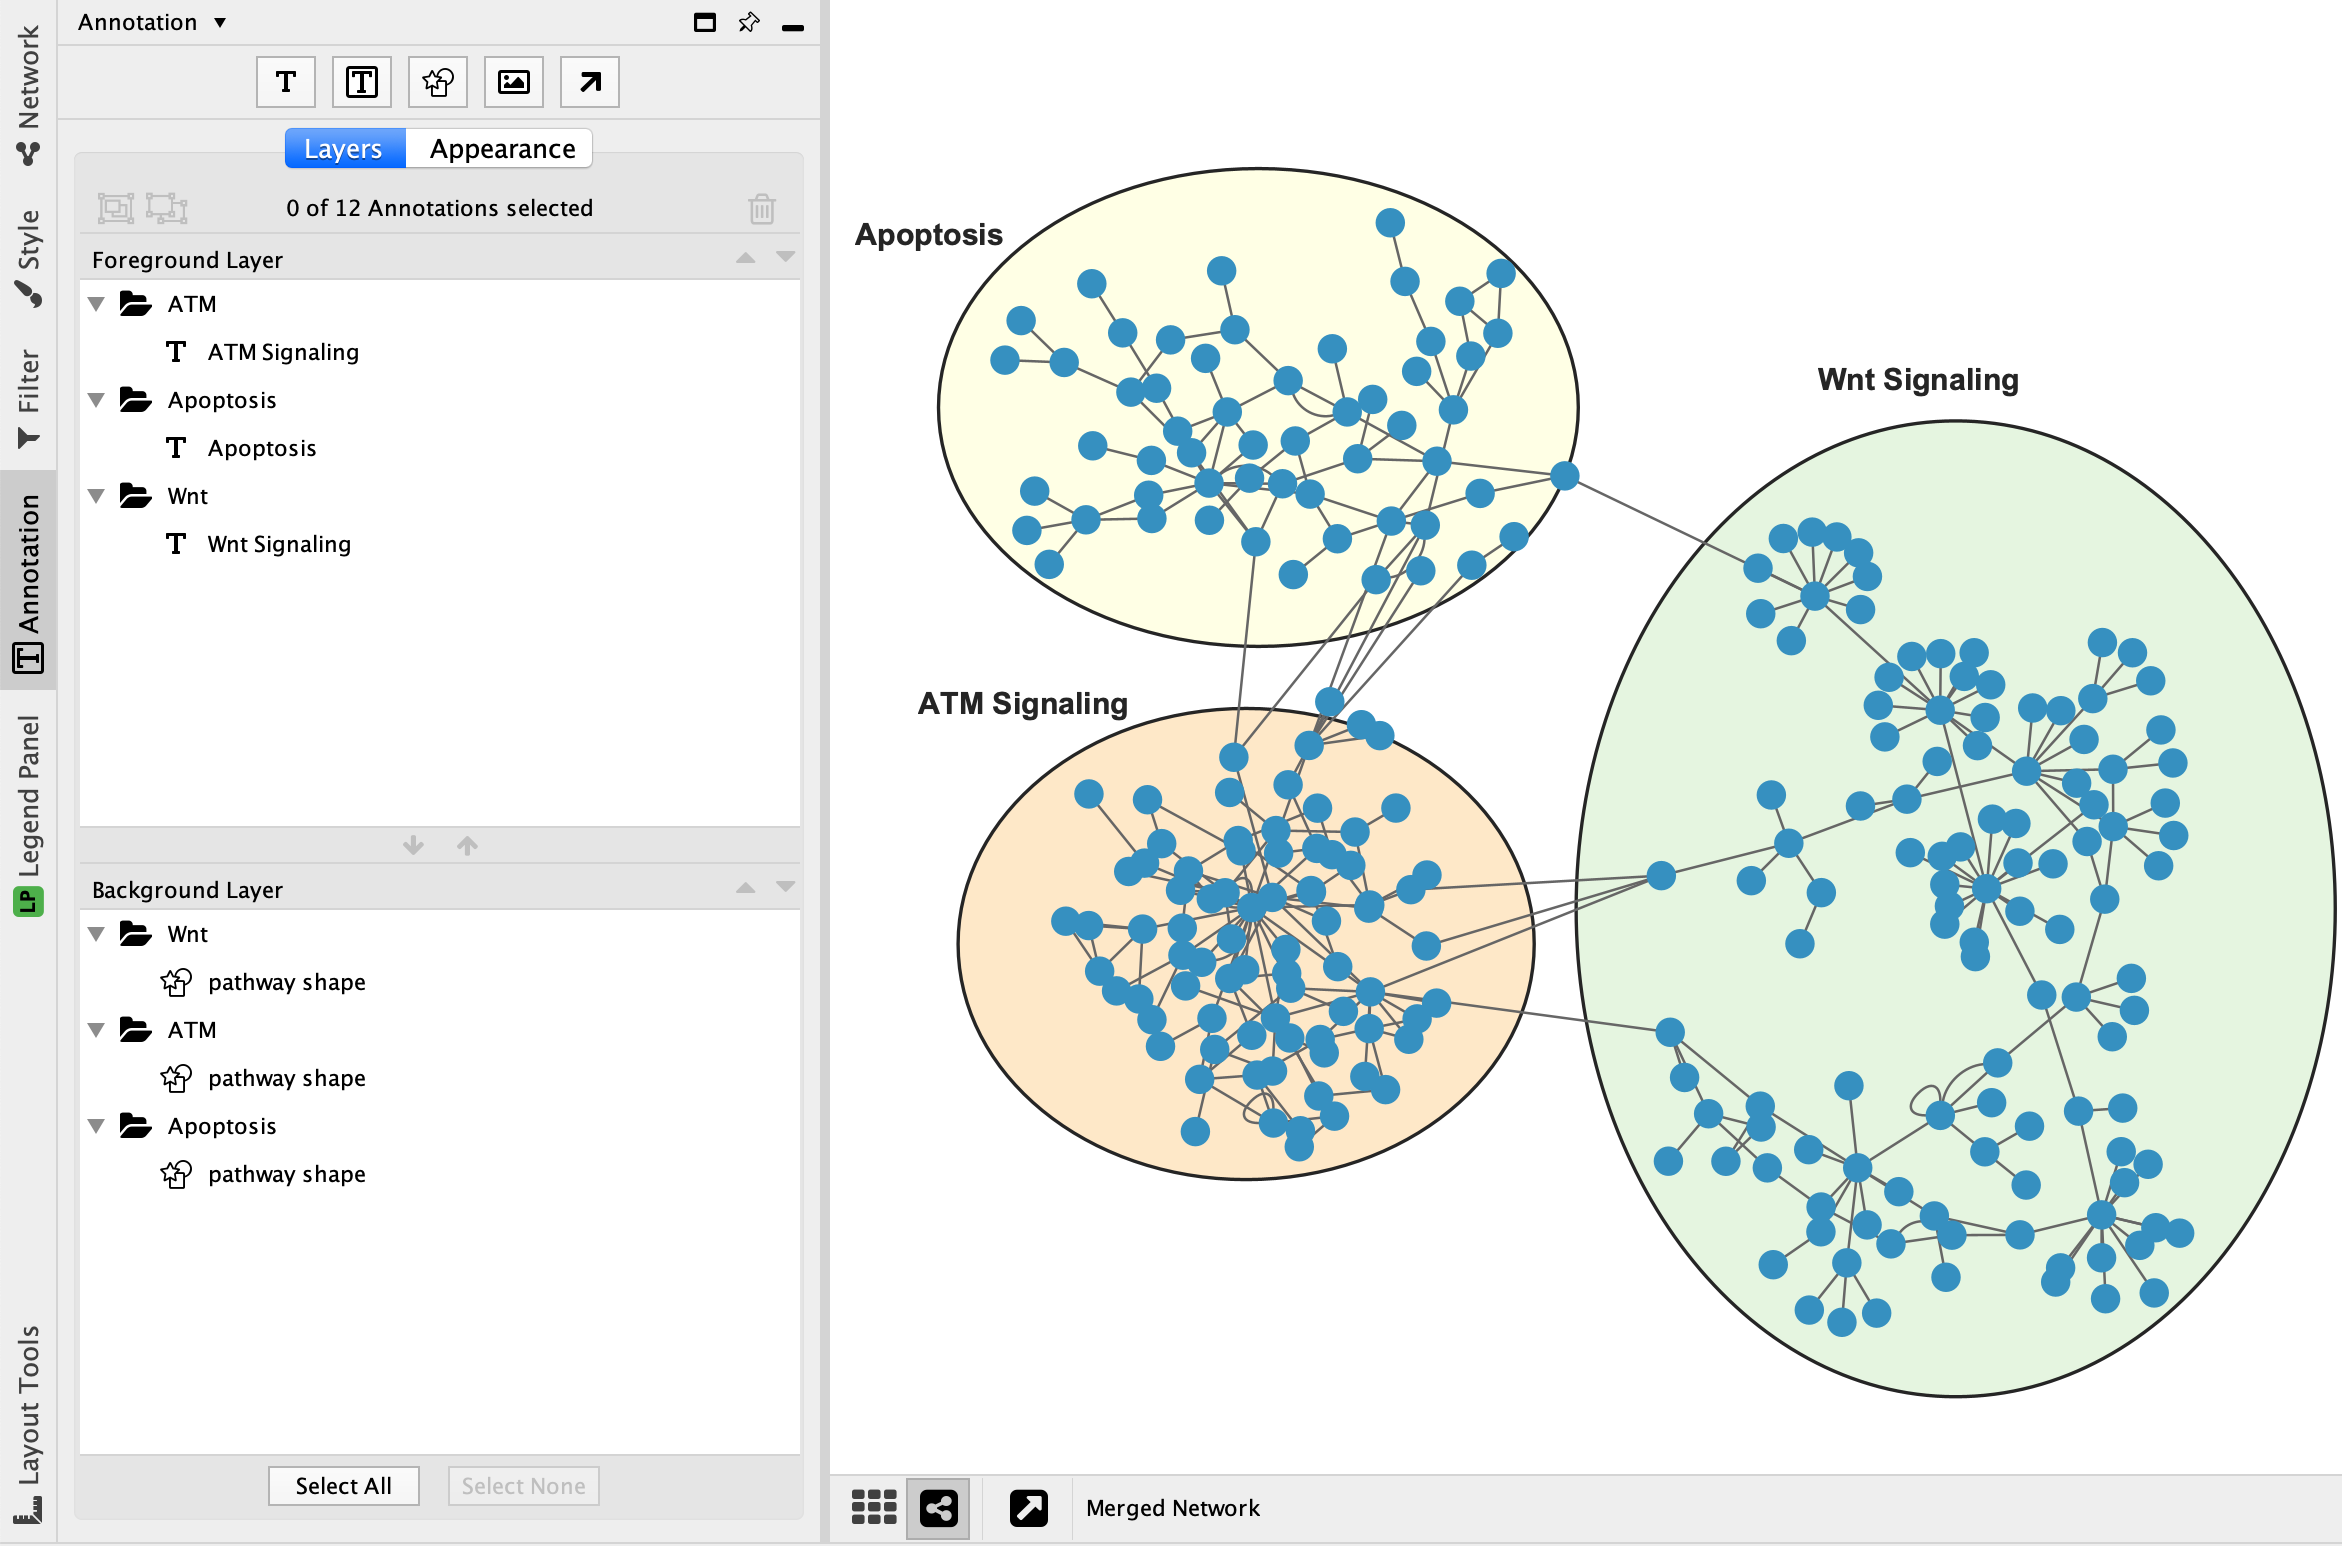 Annotation ▼
Network
Style
Filter
Annotation
LP Legend Panel
Layout Tools
T
T
Layers
Appearance
0 of 12 Annotations selected
Foreground Layer
ATM
T ATM Signaling
Apoptosis
T Apoptosis
Wnt
T Wnt Signaling
Background Layer
Wnt
pathway shape
ATM
pathway shape
Apoptosis
pathway shape
Select All
Select None
Apoptosis
ATM Signaling
Wnt Signaling
Merged Network